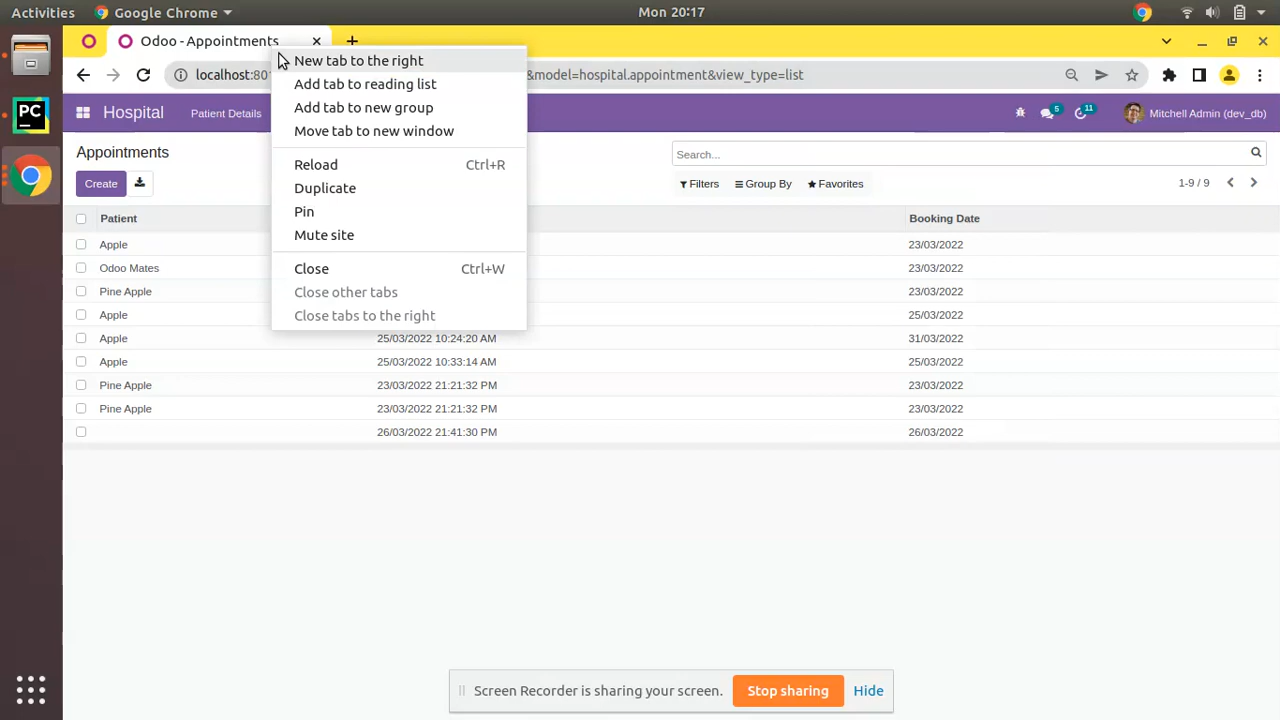 Activities
Google Chrome
Mon 20:17
Odoo - Appointments
New tab to the right
Add tab to reading list
Add tab to new group
Move tab to new window
Reload Ctrl+R
Duplicate
Pin
Mute site
Close Ctrl+W
Close other tabs
Close tabs to the right
localhost:801
&model=hospital.appointment&view_type=list
PC
Hospital
Patient Details
5
11
Mitchell Admin (dev_db)
Appointments
Search...
Create
Filters
Group By
Favorites
1-9 / 9
Patient Booking Date
Apple 23/03/2022
Odoo Mates 23/03/2022
Pine Apple 23/03/2022
Apple 25/03/2022
Apple 25/03/2022 10:24:20 AM 31/03/2022
Apple 25/03/2022 10:33:14 AM 25/03/2022
Pine Apple 23/03/2022 21:21:32 PM 23/03/2022
Pine Apple 23/03/2022 21:21:32 PM 23/03/2022
26/03/2022 21:41:30 PM 26/03/2022
Screen Recorder is sharing your screen.
Stop sharing
Hide